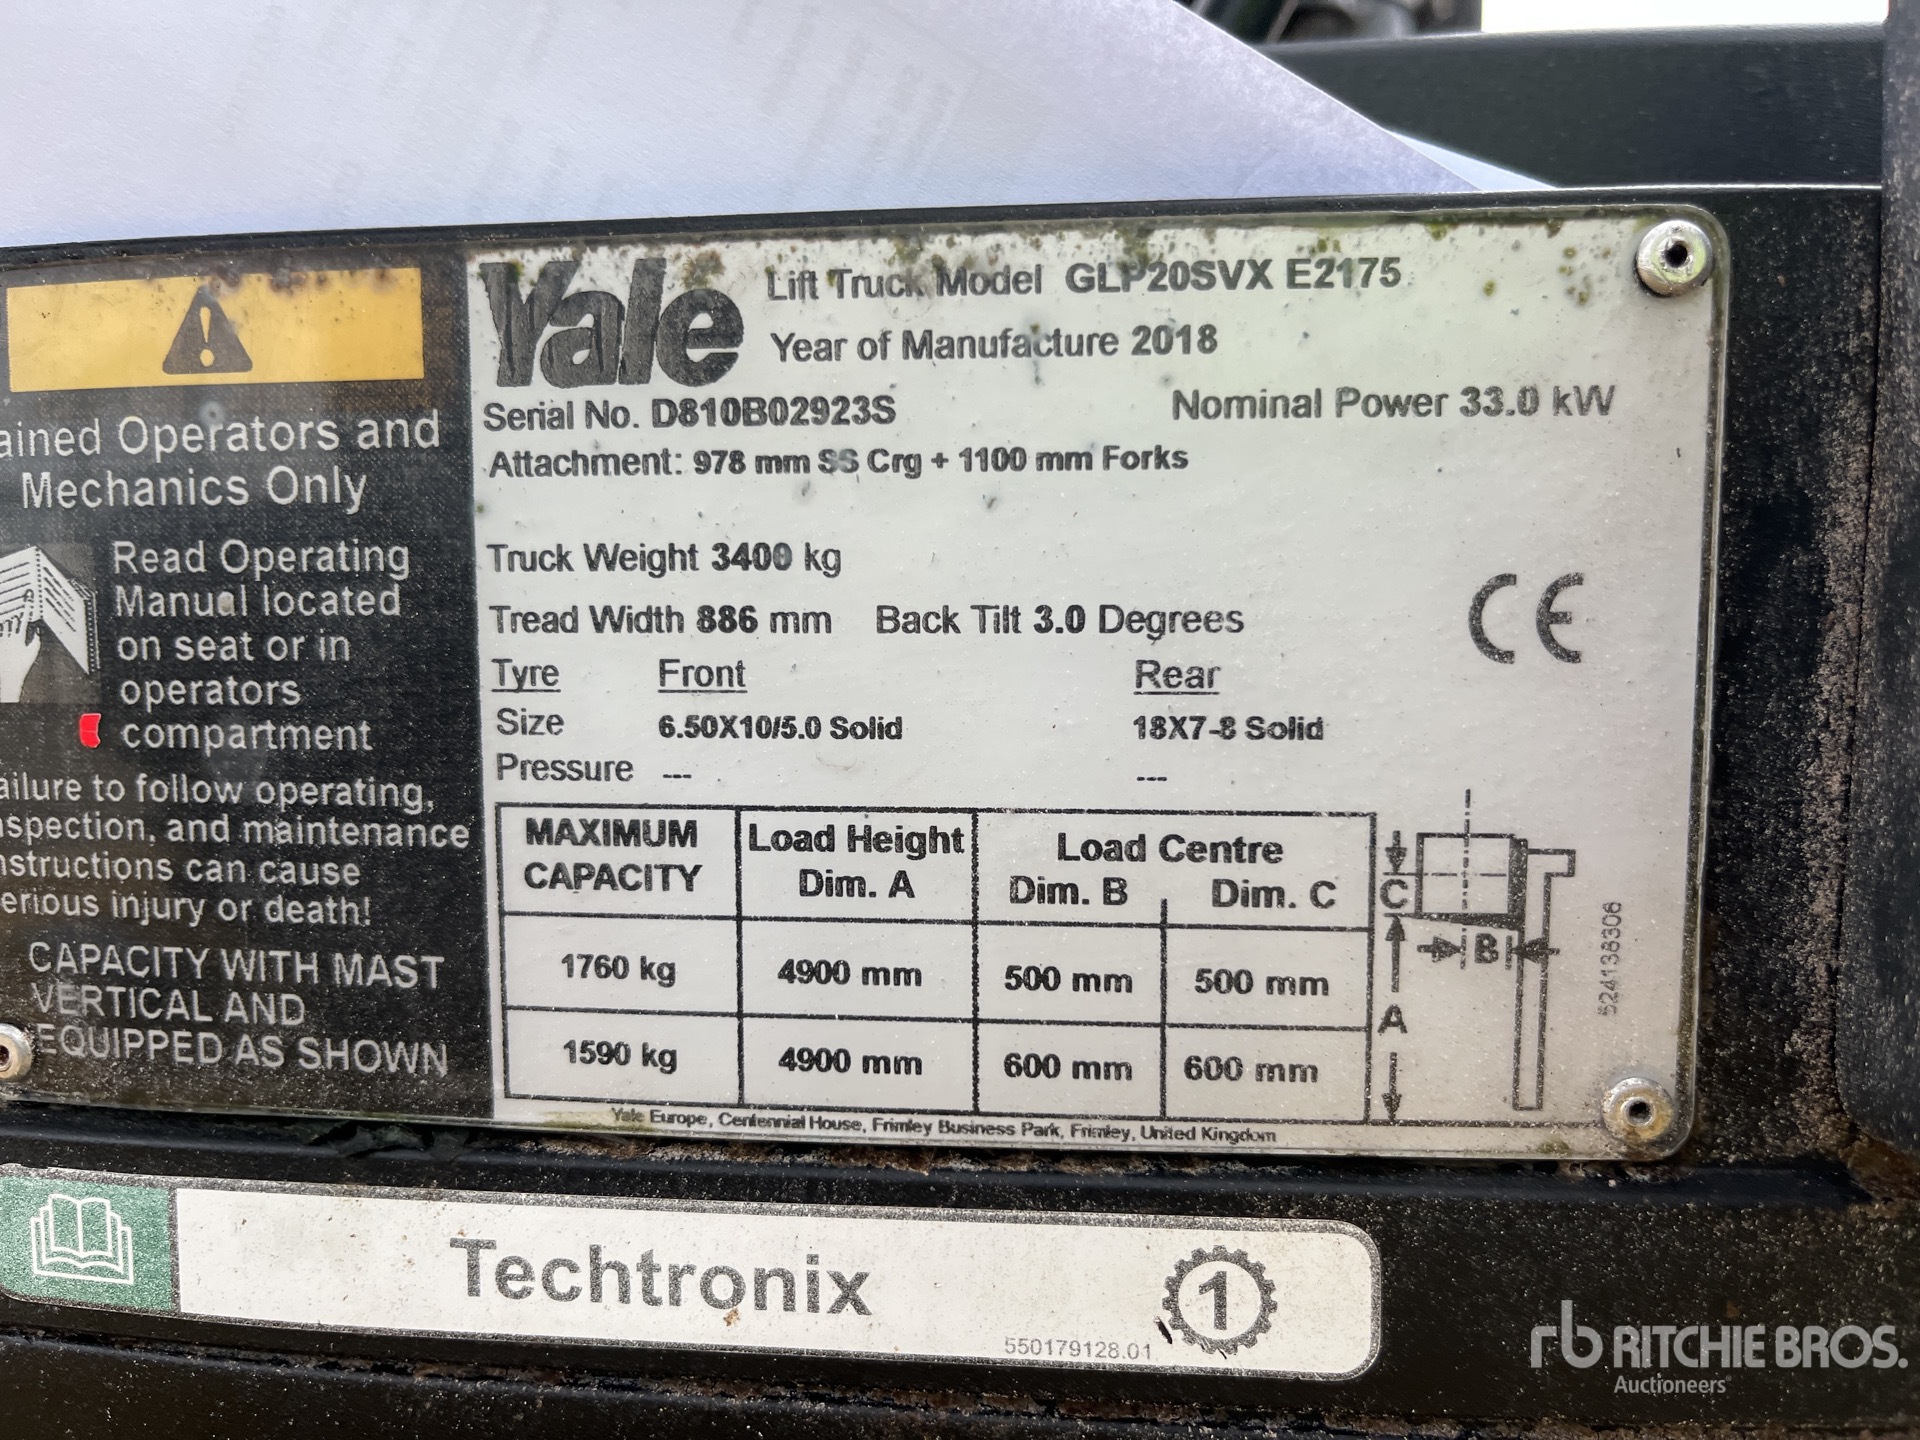 ained Operators and
Mechanics Only
Read Operating
Manual located
on seat or in
operators
compartment
ailure to follow operating,
nspection, and maintenance
nstructions can cause
erious injury or death!
CAPACITY WITH MAST
VERTICAL AND
EQUIPPED AS SHOWN
Yale
Lift Truck Model GLP20SVX E2175
Year of Manufacture 2018
Serial No. D810B02923S Nominal Power 33.0 kW
Attachment: 978 mm SS Crg + 1100 mm Forks
Truck Weight 3400 kg
Tread Width 886 mm Back Tilt 3.0 Degrees
CE
Tyre Front Rear
Size 6.50X10/5.0 Solid 18X7-8 Solid
Pressure --- ---
MAXIMUM CAPACITY Load Height Dim. A Load Centre Dim. B Dim. C
1760 kg 4900 mm 500 mm 500 mm
1590 kg 4900 mm 600 mm 600 mm
C
B
A
524138306
Yale Europe, Centennial House, Frimley Business Park, Frimley, United Kingdom
Techtronix
1
550179128.01
rb RITCHIE BROS.
Auctioneers